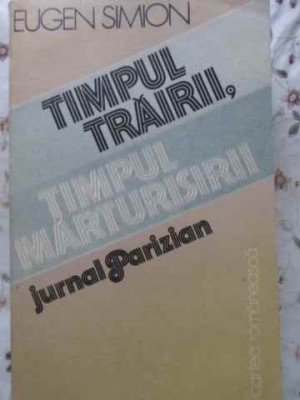 EUGEN SIMION
TIMPUL
TRĂIRII,
TIMPUL
MĂRTURISIRII
jurnal Parizian
cartea românească